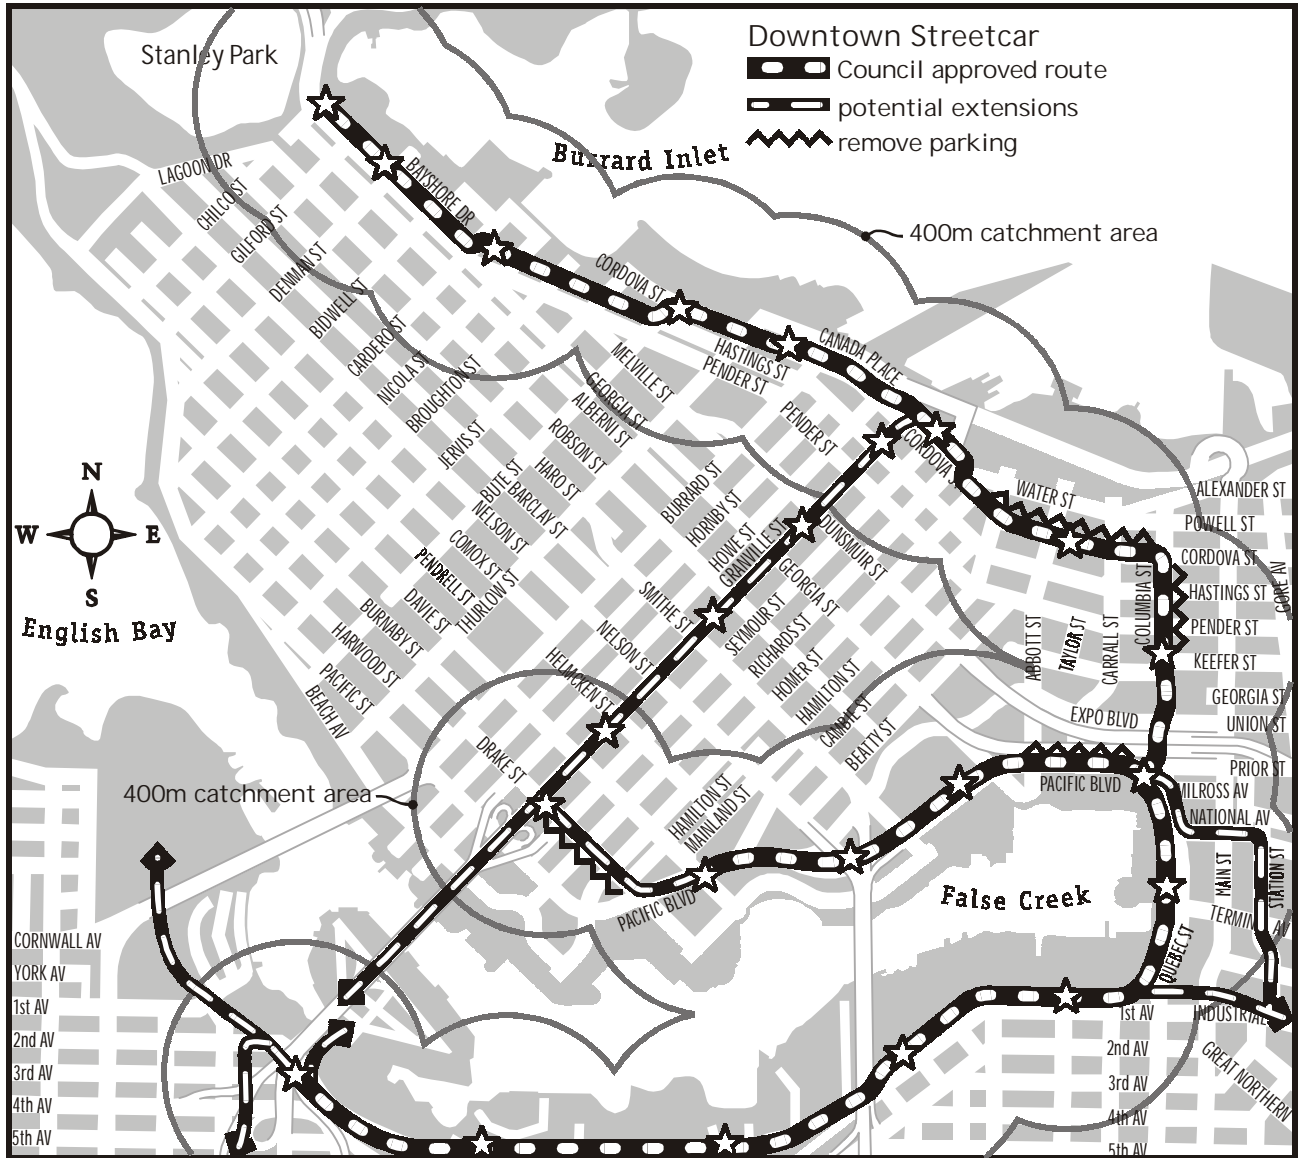 Downtown Streetcar
Council approved route
potential extensions
remove parking
Stanley Park
Burrard Inlet
400m catchment area
LAGOON DR
CHILCO ST
GILFORD ST
DENMAN ST
BIDWELL ST
CARDERO ST
NICOLA ST
BROUGHTON ST
JERVIS ST
BUTE ST
BAYSHORE DR
CORDOVA ST
HASTINGS ST
PENDER ST
CANADA PLACE
MELVILLE ST
GEORGIA ST
ALBERNI ST
ROBSON ST
HARO ST
BARCLAY ST
NELSON ST
COMOX ST
PENDRELL ST
DAVIE ST
THURLOW ST
BURNABY ST
HARWOOD ST
PACIFIC ST
BEACH AV
PENDER ST
CORDOVA S
WATER ST
BURRARD ST
HORNBY ST
HOWE ST
GRANVILLE ST
DUNSMUIR ST
GEORGIA ST
SEYMOUR ST
RICHARDS ST
HOMER ST
HAMILTON ST
CAMBIE ST
BEATTY ST
SMITHE ST
NELSON ST
HELMCKEN ST
DRAKE ST
HAMILTON ST
MAINLAND ST
PACIFIC BLVD
ALEXANDER ST
POWELL ST
CORDOVA ST
HASTINGS ST
PENDER ST
KEEFER ST
GEORGIA ST
UNION ST
PRIOR ST
MILROSS AV
NATIONAL AV
GORE AV
COLUMBIA ST
CARRALL ST
TAYLOR ST
ABBOTT ST
EXPO BLVD
PACIFIC BLVD
MAIN ST
STATION ST
TERMIN AV
QUEBEC ST
INDUSTRIAL
GREAT NORTHERN
False Creek
N
W
E
S
English Bay
400m catchment area
CORNWALL AV
YORK AV
1st AV
2nd AV
3rd AV
4th AV
5th AV
1st AV
2nd AV
3rd AV
4th AV
5th AV